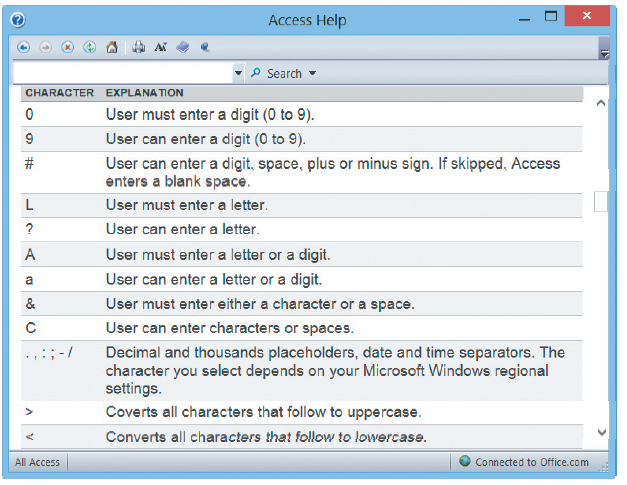 Access Help
Search
CHARACTER EXPLANATION
0 User must enter a digit (0 to 9).
9 User can enter a digit (0 to 9).
# User can enter a digit, space, plus or minus sign. If skipped, Access
enters a blank space.
L User must enter a letter.
? User can enter a letter.
A User must enter a letter or a digit.
a User can enter a letter or a digit.
& User must enter either a character or a space.
C User can enter characters or spaces.
. , : ; - / Decimal and thousands placeholders, date and time separators. The
character you select depends on your Microsoft Windows regional
settings.
> Coverts all characters that follow to uppercase.
< Converts all characters that follow to lowercase.
All Access Connected to Office.com